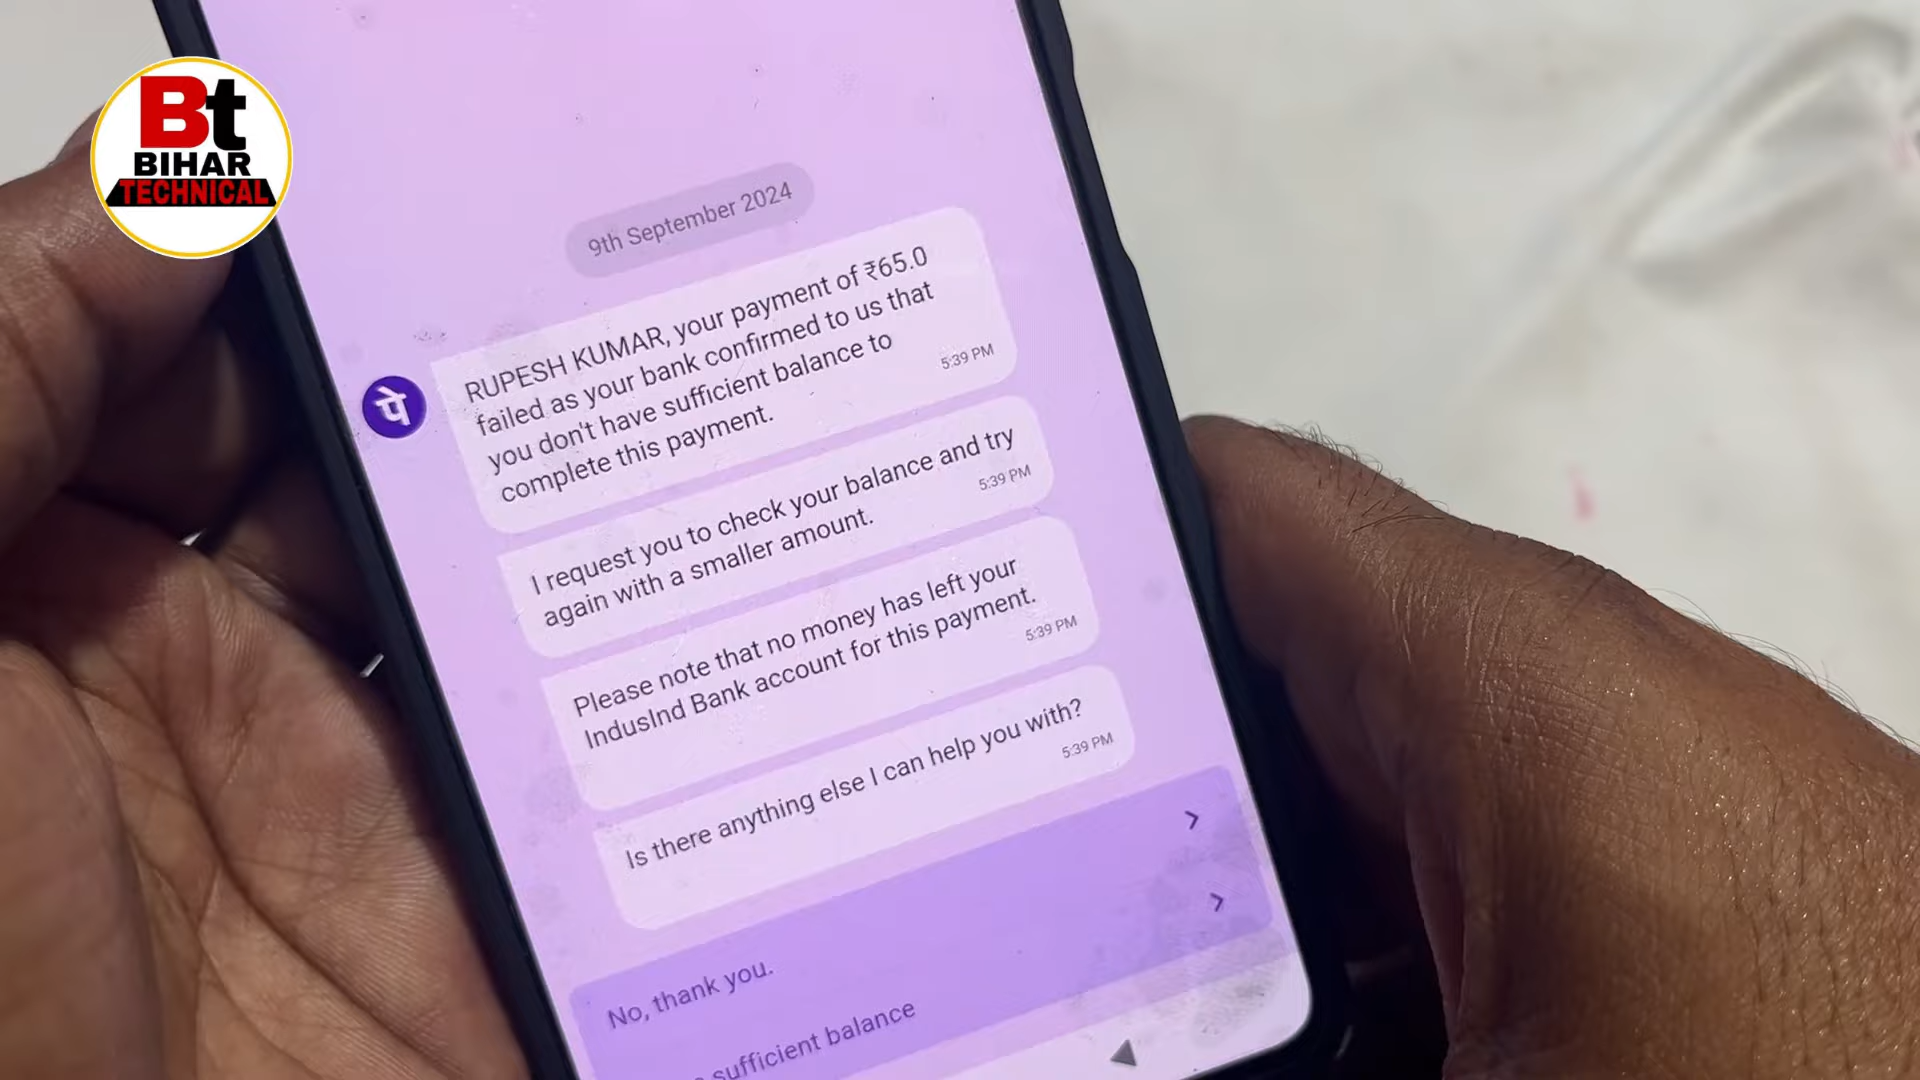 Bt
BIHAR
TECHNICAL
9th September 2024
पे
RUPESH KUMAR, your payment of ₹65.0
failed as your bank confirmed to us that
you don't have sufficient balance to
complete this payment.
5:39 PM
I request you to check your balance and try
again with a smaller amount.
5:39 PM
Please note that no money has left your
IndusInd Bank account for this payment.
5:39 PM
Is there anything else I can help you with?
5:39 PM
No, thank you.
sufficient balance